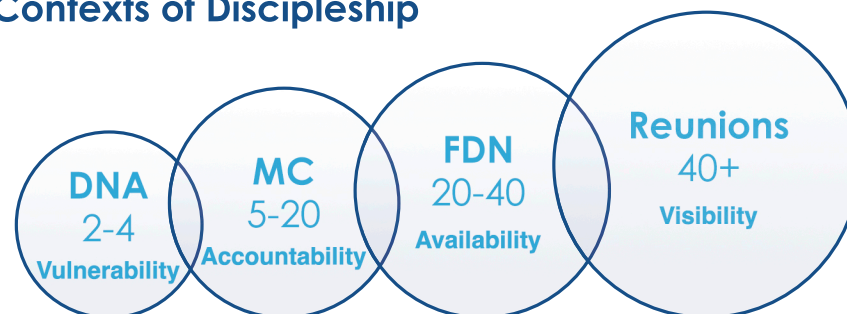 Contexts of Discipleship
DNA
2-4
Vulnerability
MC
5-20
Accountability
FDN
20-40
Availability
Reunions
40+
Visibility